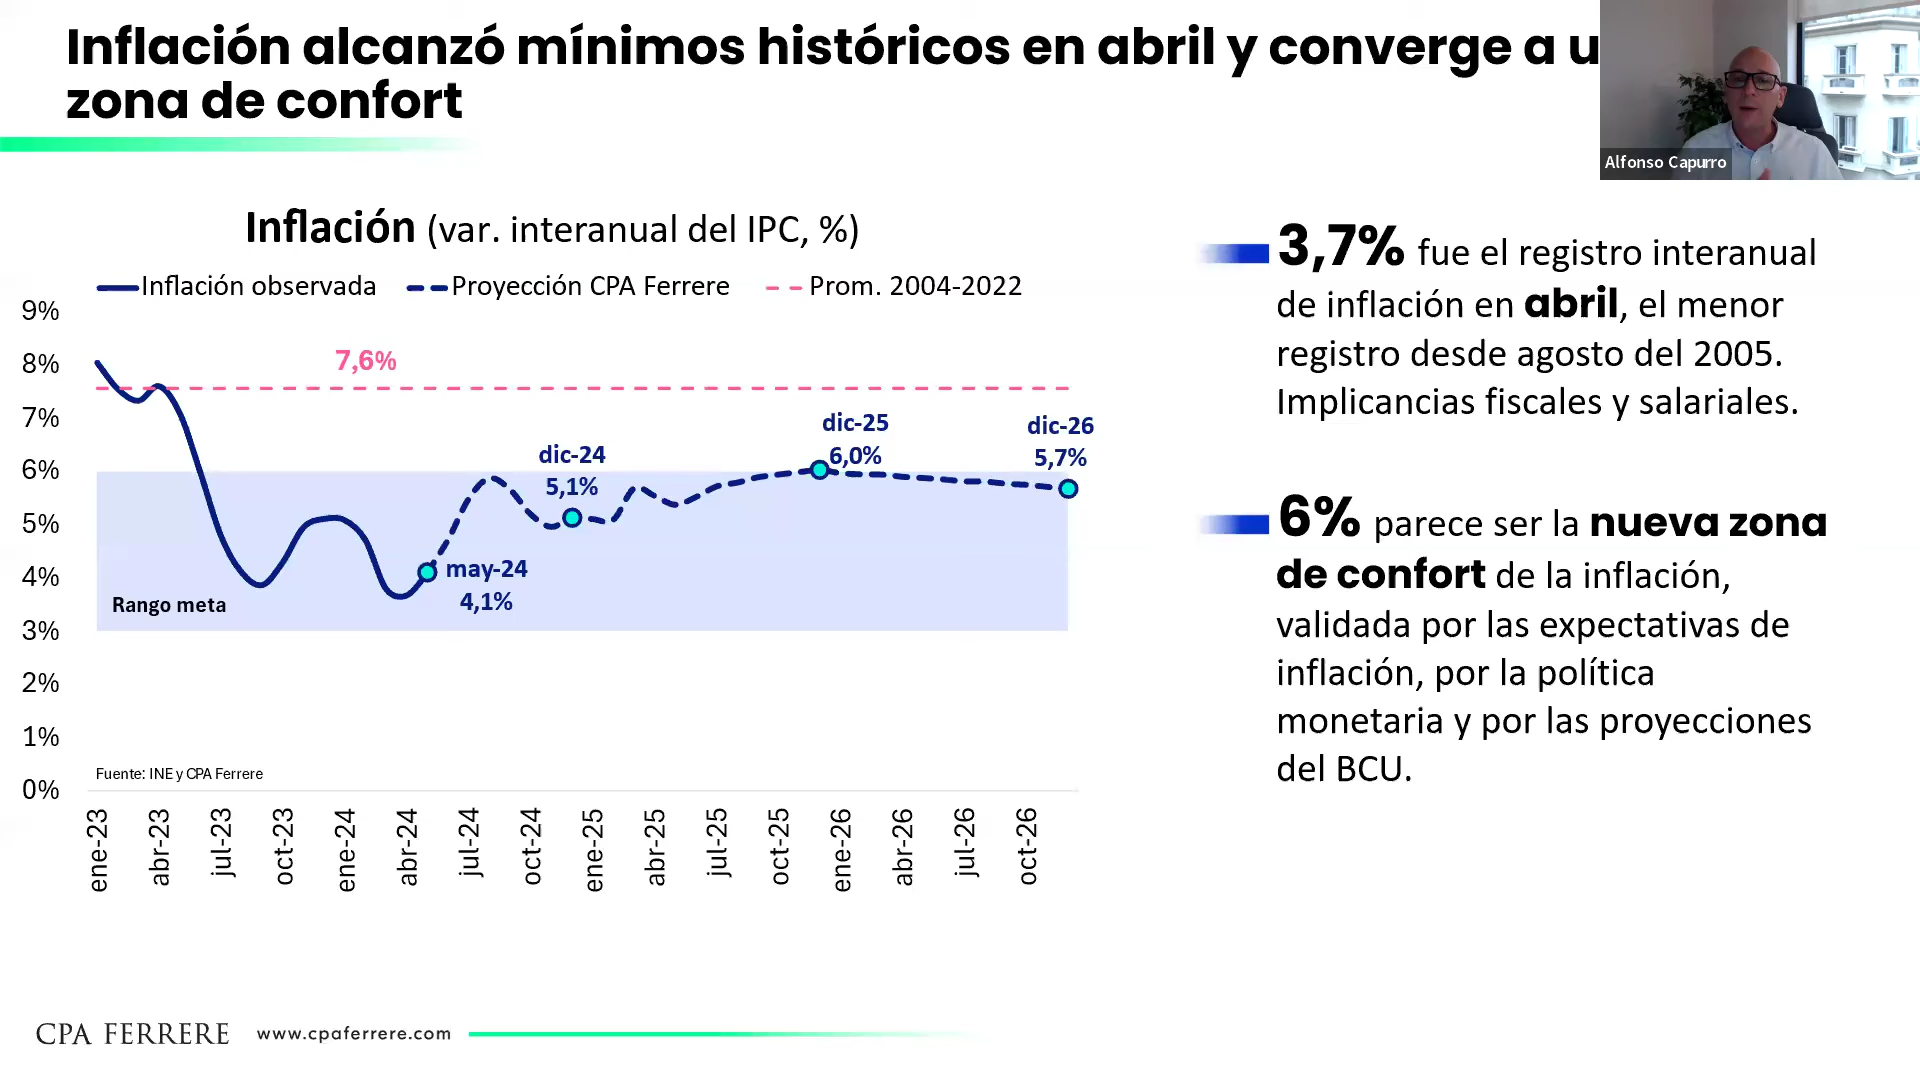 Inflación alcanzó mínimos históricos en abril y converge a
zona de confort
Alfonso Capurro
Inflación (var. interanual del IPC, %)
Inflación observada Proyección CPA Ferrere Prom. 2004-2022
9%
8%
7%
6%
5%
4%
3%
2%
1%
0%
7,6%
dic-24
5,1%
dic-25
6,0%
dic-26
5,7%
may-24
4,1%
Rango meta
Fuente: INE y CPA Ferrere
ene-23 abr-23 jul-23 oct-23 ene-24 abr-24 jul-24 oct-24 ene-25 abr-25 jul-25 oct-25 ene-26 abr-26 jul-26 oct-26
3,7% fue el registro interanual
de inflación en abril, el menor
registro desde agosto del 2005.
Implicancias fiscales y salariales.
6% parece ser la nueva zona
de confort de la inflación,
validada por las expectativas de
inflación, por la política
monetaria y por las proyecciones
del BCU.
CPA FERRERE www.cpaferrere.com